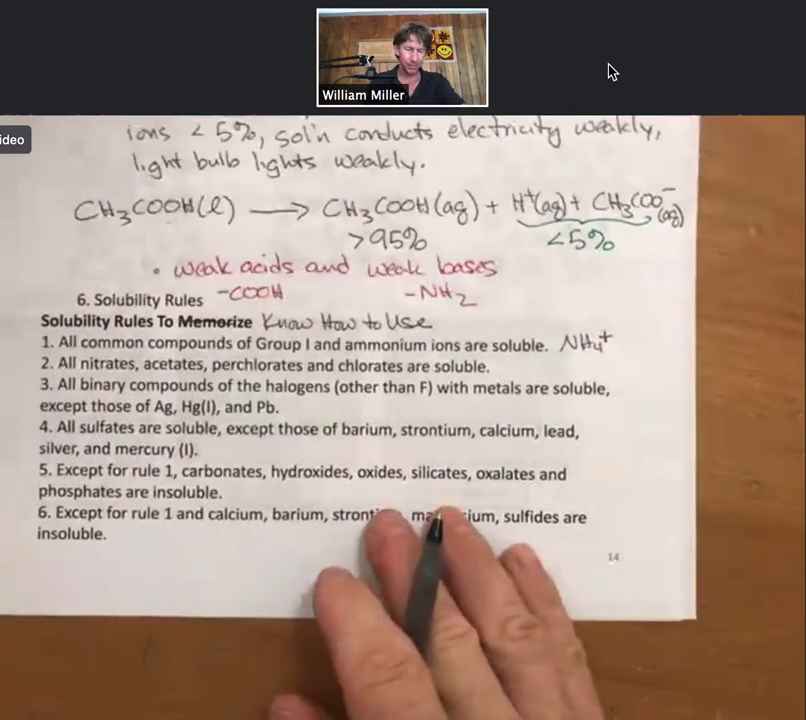 William Miller
ideo
ions < 5%, sol'n conducts electricity weakly,
light bulb lights weakly.
CH₃COOH(l) ⟶ CH₃COOH(aq) + H⁺(aq) + CH₃COO⁻(aq)
>95% <5%
• weak acids and weak bases
-COOH -NH₂
6. Solubility Rules
Solubility Rules To Memorize Know How to Use
1. All common compounds of Group I and ammonium ions are soluble. NH₄⁺
2. All nitrates, acetates, perchlorates and chlorates are soluble.
3. All binary compounds of the halogens (other than F) with metals are soluble,
except those of Ag, Hg(I), and Pb.
4. All sulfates are soluble, except those of barium, strontium, calcium, lead,
silver, and mercury (I).
5. Except for rule 1, carbonates, hydroxides, oxides, silicates, oxalates and
phosphates are insoluble.
6. Except for rule 1 and calcium, barium, sulfides are
insoluble.
14